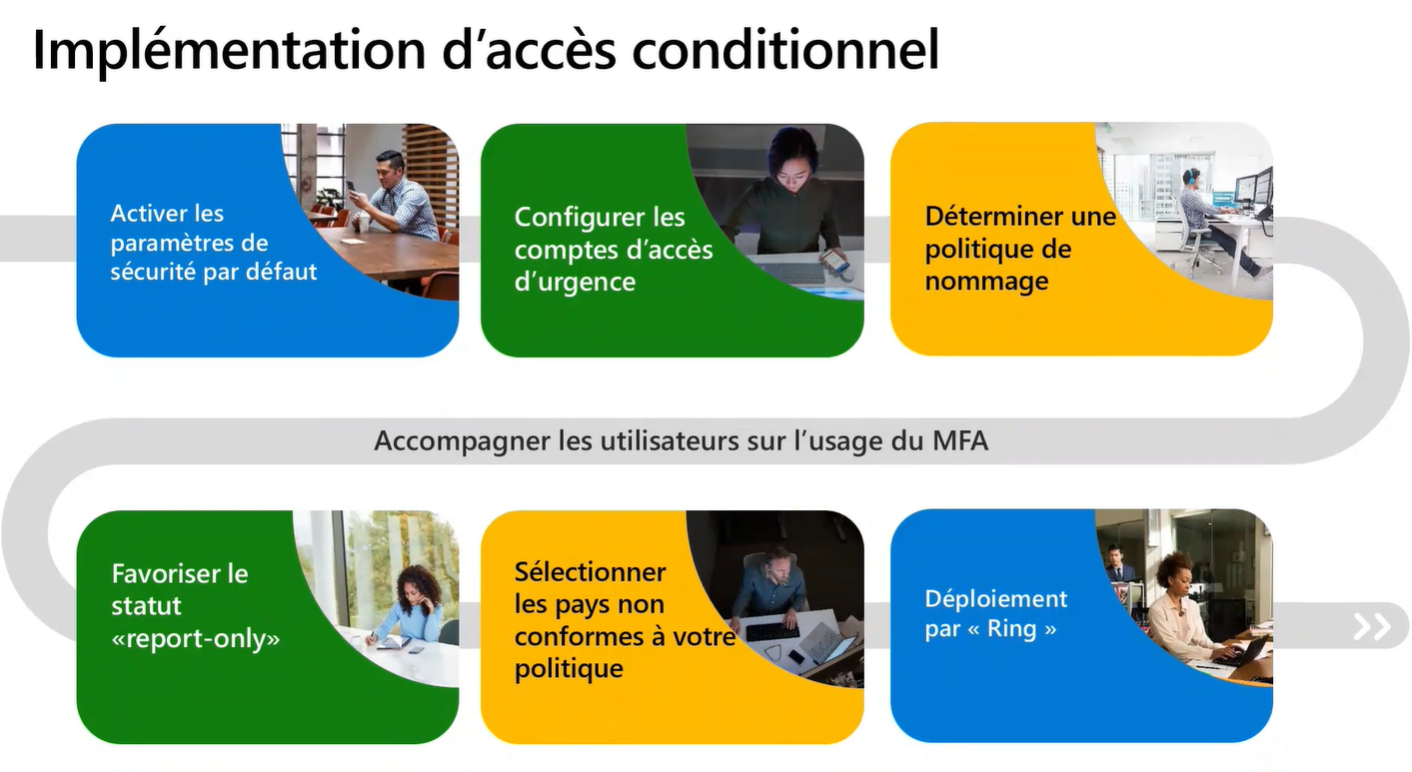 Implémentation d’accès conditionnel
Activer les
paramètres de
sécurité par défaut
Configurer les
comptes d’accès
d’urgence
Déterminer une
politique de
nommage
Accompagner les utilisateurs sur l’usage du MFA
Favoriser le
statut
«report-only»
Sélectionner
les pays non
conformes à votre
politique
Déploiement
par « Ring »